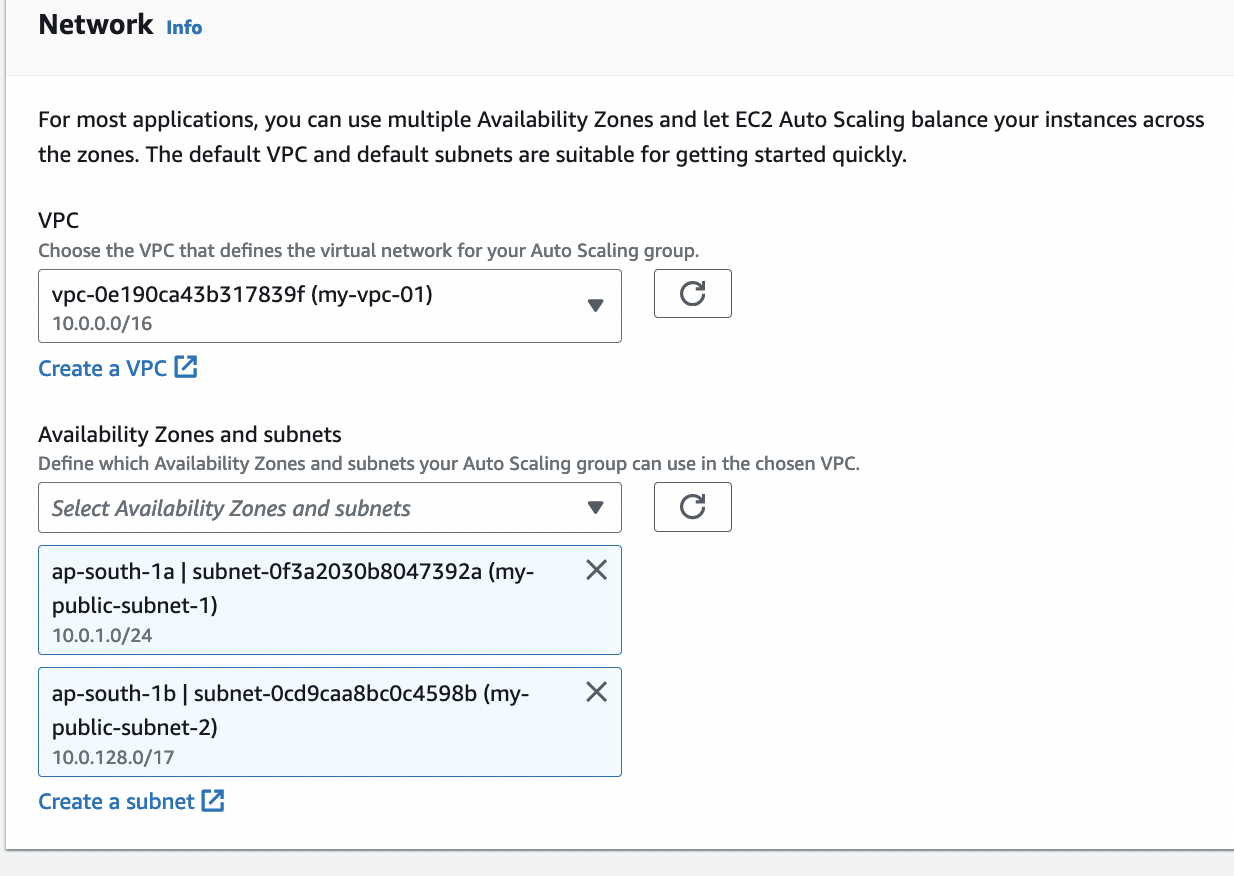 Network Info
For most applications, you can use multiple Availability Zones and let EC2 Auto Scaling balance your instances across
the zones. The default VPC and default subnets are suitable for getting started quickly.
VPC
Choose the VPC that defines the virtual network for your Auto Scaling group.
vpc-0e190ca43b317839f (my-vpc-01)
10.0.0.0/16
Create a VPC
Availability Zones and subnets
Define which Availability Zones and subnets your Auto Scaling group can use in the chosen VPC.
Select Availability Zones and subnets
ap-south-1a | subnet-0f3a2030b8047392a (my-
public-subnet-1)
10.0.1.0/24
ap-south-1b | subnet-0cd9caa8bc0c4598b (my-
public-subnet-2)
10.0.128.0/17
Create a subnet